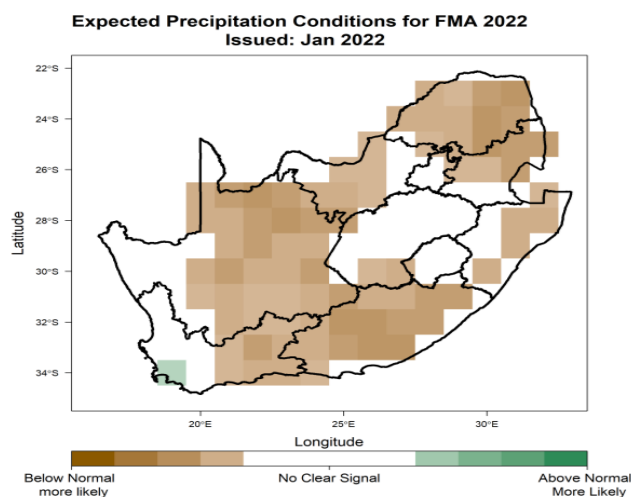 Expected Precipitation Conditions for FMA 2022
Issued: Jan 2022
22°S
24°S
26°S
28°S
30°S
32°S
34°S
Latitude
20°E
25°E
30°E
Longitude
Below Normal
more likely
No Clear Signal
Above Normal
More Likely